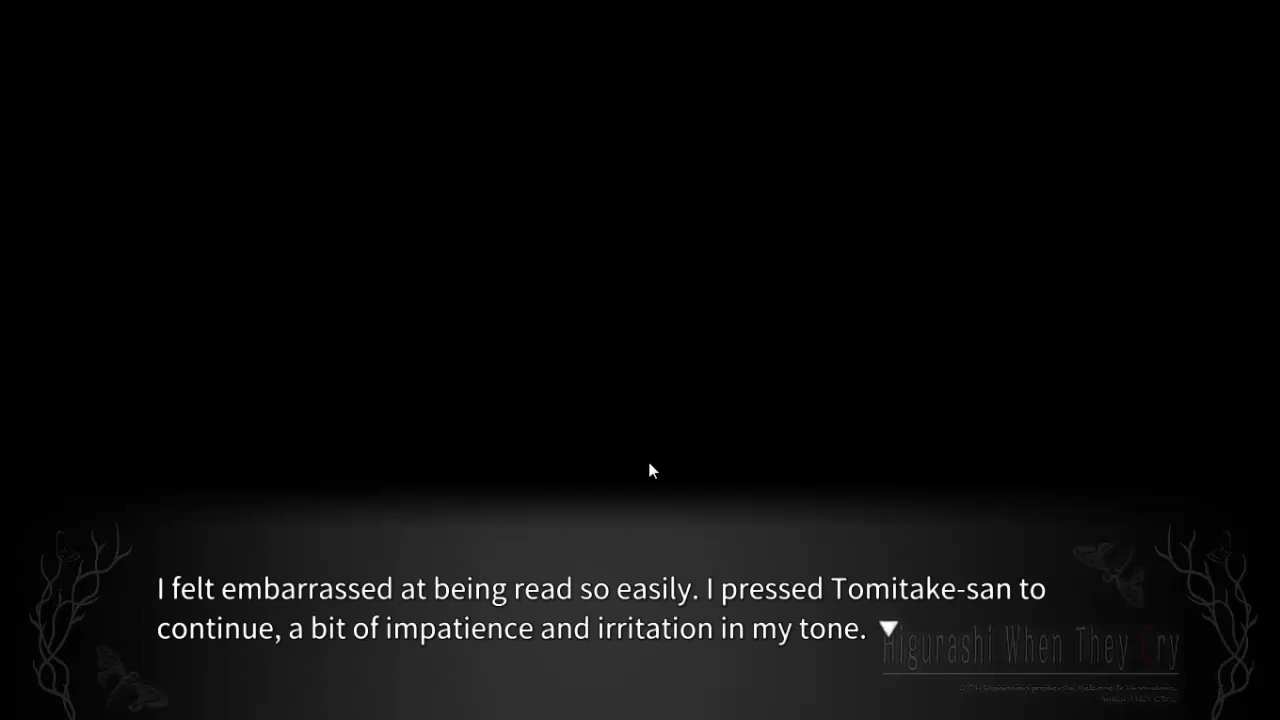 I felt embarrassed at being read so easily. I pressed Tomitake-san to
continue, a bit of impatience and irritation in my tone.
Higurashi When They Cry